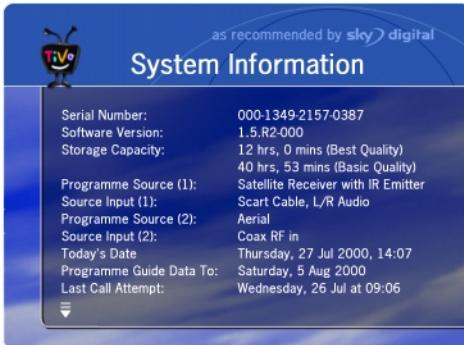 as recommended by sky digital
TiVo
System Information
Serial Number: 000-1349-2157-0387
Software Version: 1.5.R2-000
Storage Capacity: 12 hrs, 0 mins (Best Quality)
40 hrs, 53 mins (Basic Quality)
Programme Source (1): Satellite Receiver with IR Emitter
Source Input (1): Scart Cable, L/R Audio
Programme Source (2): Aerial
Source Input (2): Coax RF in
Today's Date Thursday, 27 Jul 2000, 14:07
Programme Guide Data To: Saturday, 5 Aug 2000
Last Call Attempt: Wednesday, 26 Jul at 09:06